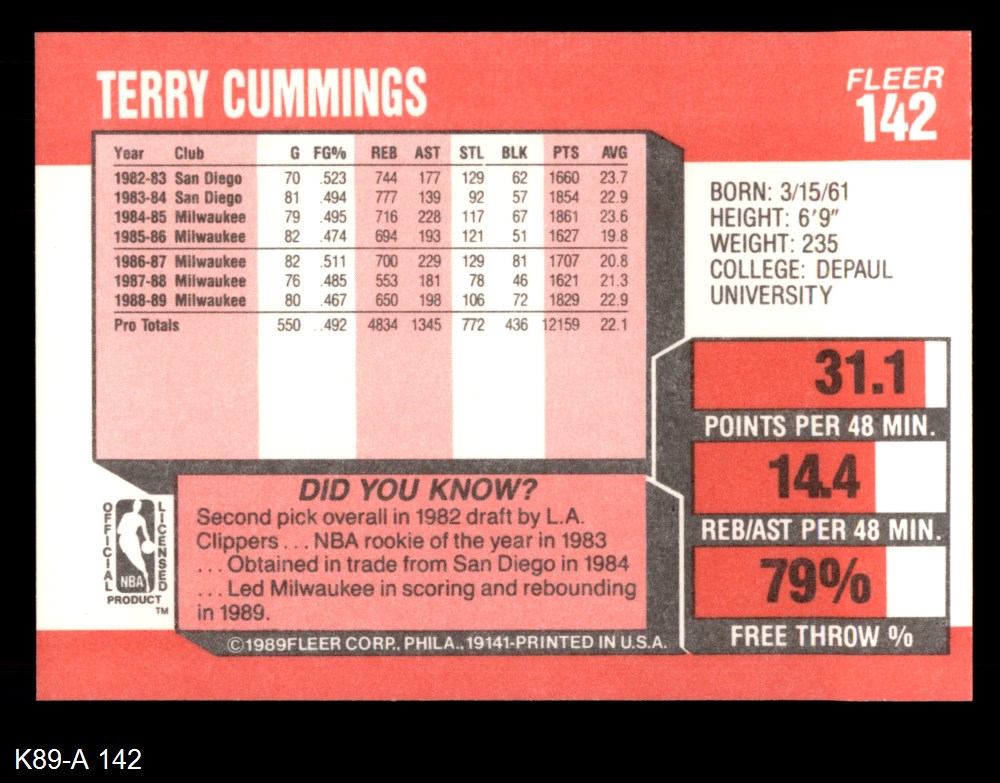 TERRY CUMMINGS
FLEER
142
Year Club G FG% REB AST STL BLK PTS AVG
1982-83 San Diego 70 .523 744 177 129 62 1660 23.7
1983-84 San Diego 81 .494 777 139 92 57 1854 22.9
1984-85 Milwaukee 79 .495 716 228 117 67 1861 23.6
1985-86 Milwaukee 82 .474 694 193 121 51 1627 19.8
1986-87 Milwaukee 82 .511 700 229 129 81 1707 20.8
1987-88 Milwaukee 76 .485 553 181 78 46 1621 21.3
1988-89 Milwaukee 80 .467 650 198 106 72 1829 22.9
Pro Totals 550 .492 4834 1345 772 436 12159 22.1
BORN: 3/15/61
HEIGHT: 6'9"
WEIGHT: 235
COLLEGE: DEPAUL
UNIVERSITY
31.1
POINTS PER 48 MIN.
14.4
REB/AST PER 48 MIN.
79%
FREE THROW %
DID YOU KNOW?
Second pick overall in 1982 draft by L.A.
Clippers . . . NBA rookie of the year in 1983
. . . Obtained in trade from San Diego in 1984
. . . Led Milwaukee in scoring and rebounding
in 1989.
OFFICIAL
NBA
LICENSED
PRODUCT
TM
©1989FLEER CORP., PHILA., 19141-PRINTED IN U.S.A.
K89-A 142